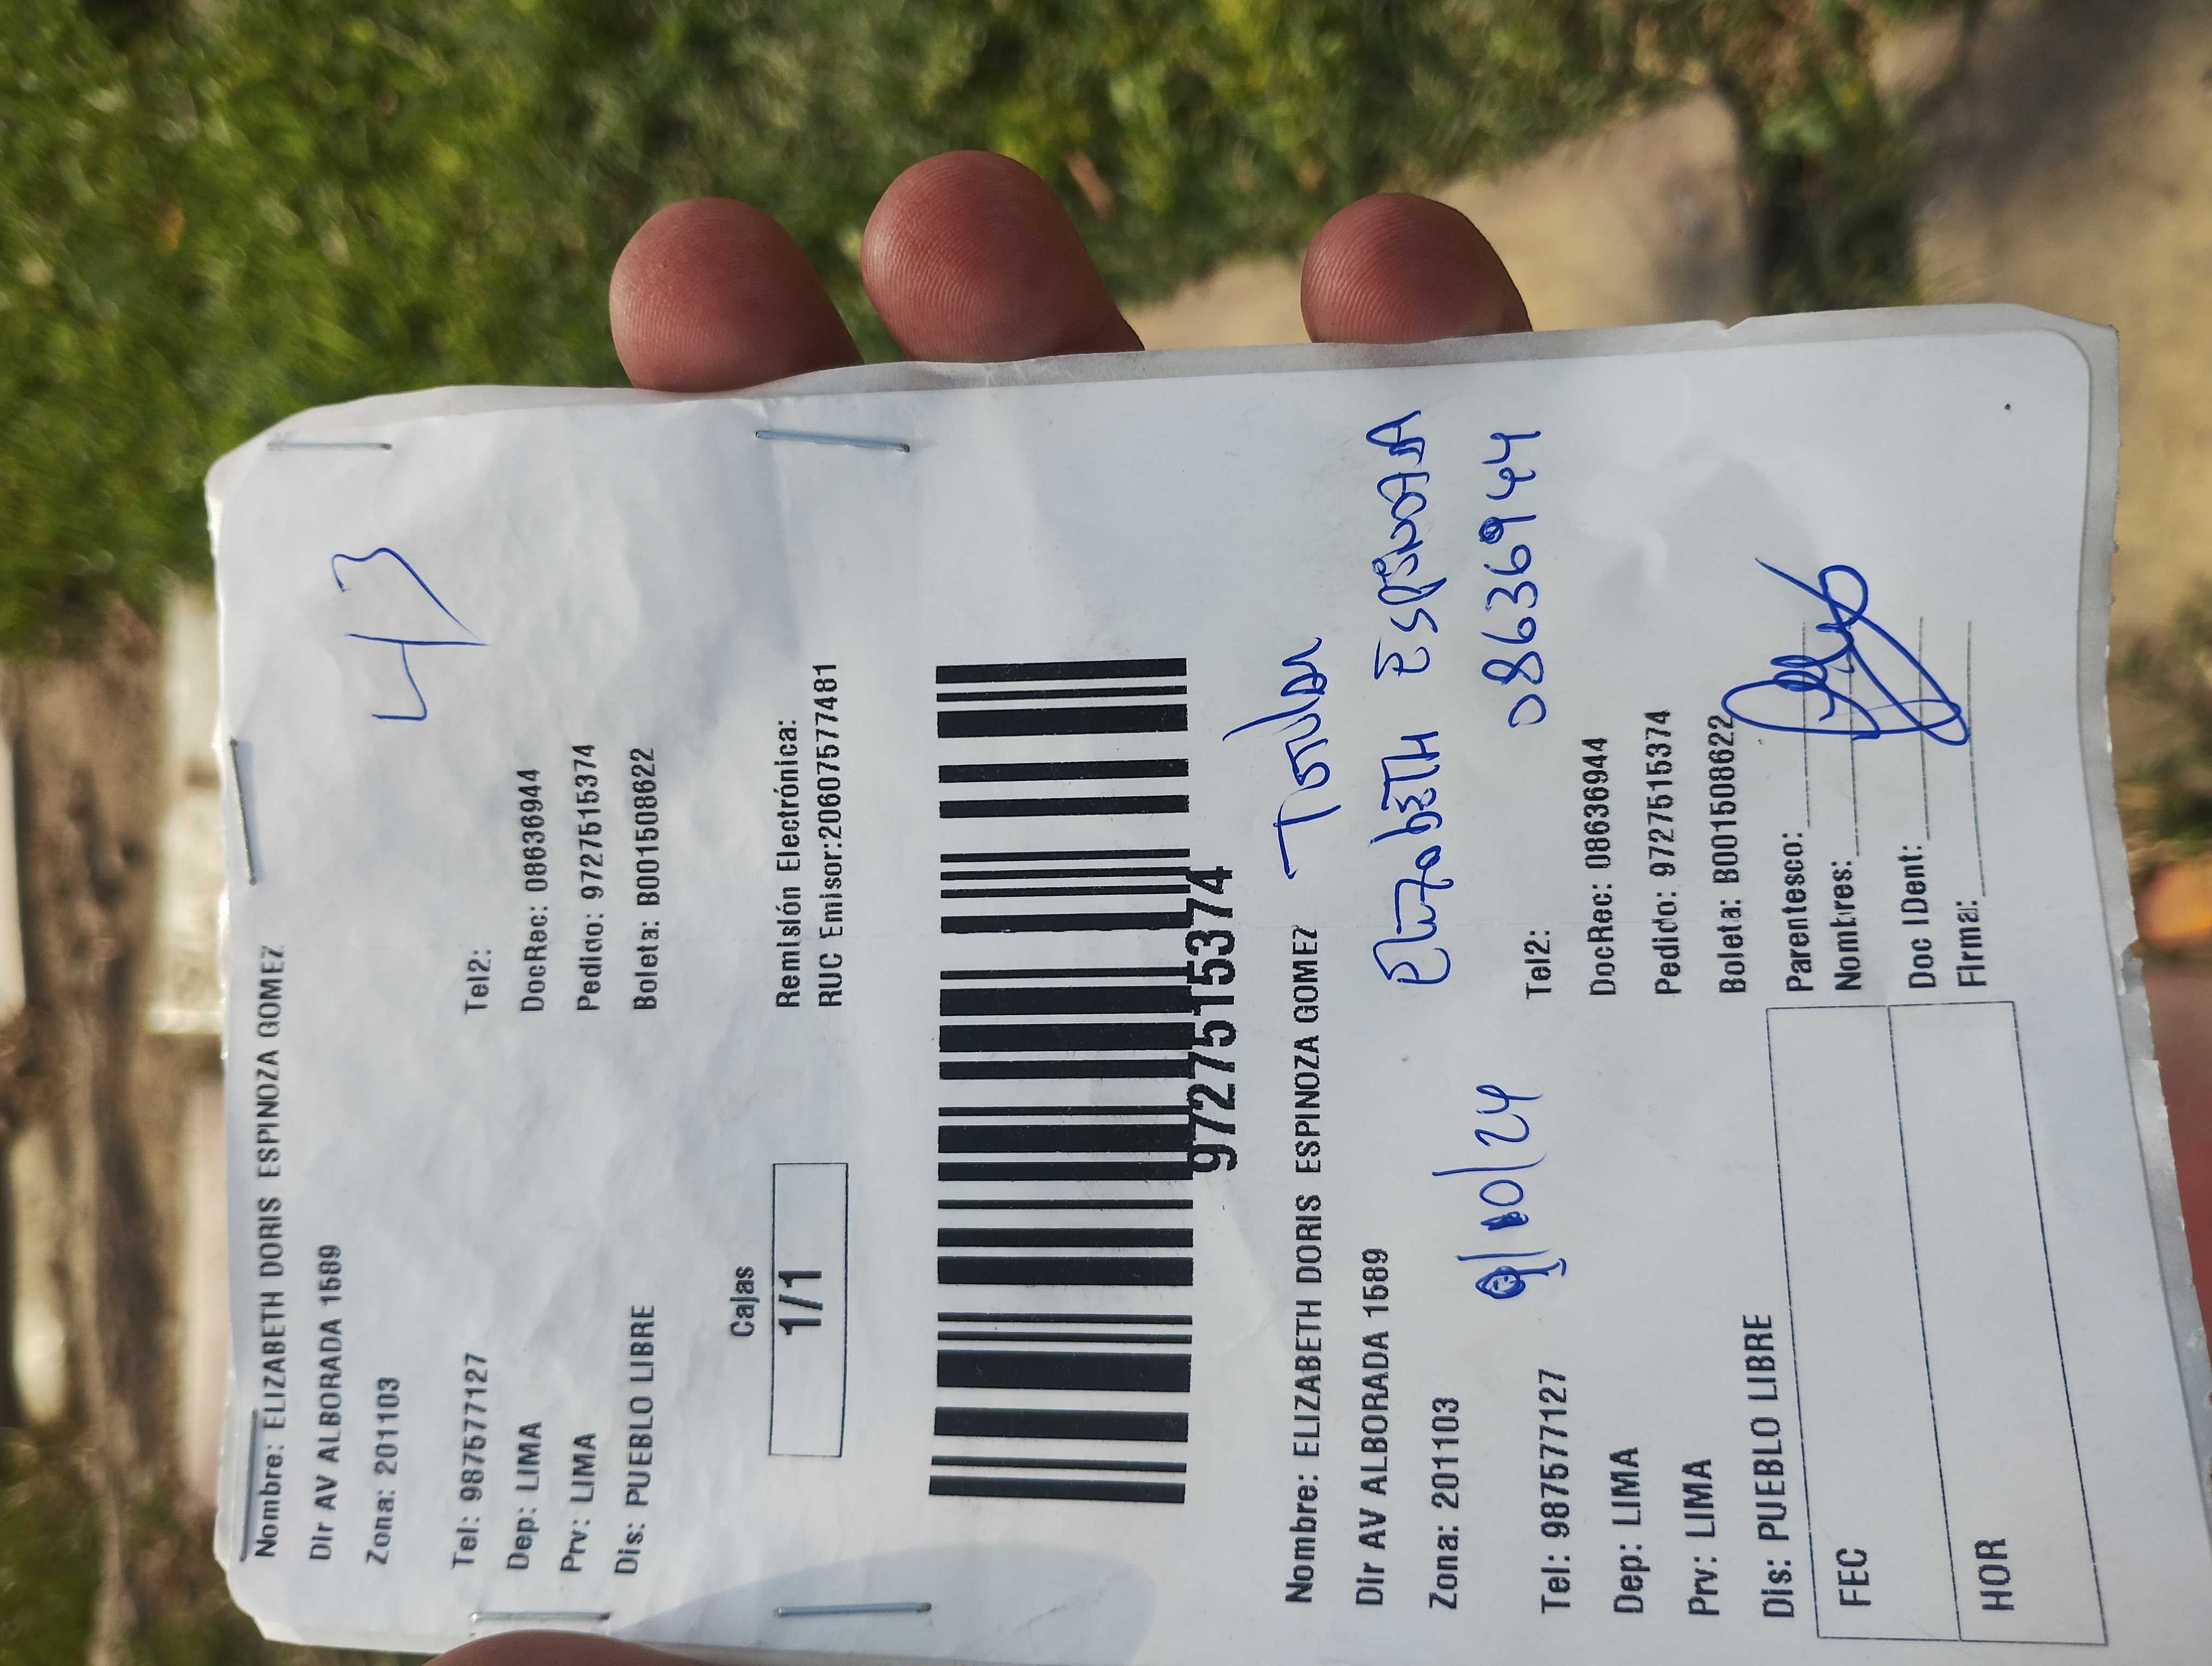 Nombre: ELIZABETH DORIS ESPINOZA GOMEZ
Dir AV ALBORADA 1589
43
Zona: 201103
Tel: 987577127 Tel2:
Dep: LIMA DocRec: 08636944
Prv: LIMA Pedido: 9727515374
Dis: PUEBLO LIBRE Boleta: B001508622
Cajas
1/1
Remisión Electrónica:
RUC Emisor:20607577481
9727515374
Nombre: ELIZABETH DORIS ESPINOZA GOMEZ
Dir AV ALBORADA 1589
Elizabeth Espinoza
Zona: 201103
9/10/24 08636944
Tel: 987577127 Tel2:
Dep: LIMA DocRec: 08636944
Prv: LIMA Pedido: 9727515374
Dis: PUEBLO LIBRE Boleta: B001508622
Parentesco:
FEC Nombres:
Doc IDent:
HOR Firma: